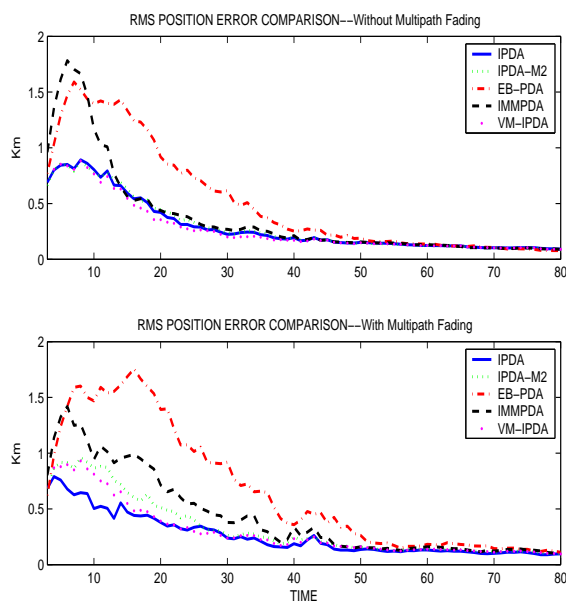 RMS POSITION ERROR COMPARISON--Without Multipath Fading
2
1.5
1
0.5
0
Km
IPDA
IPDA-M2
EB-PDA
IMMPDA
VM-IPDA
10 20 30 40 50 60 70 80
RMS POSITION ERROR COMPARISON--With Multipath Fading
2
1.5
1
0.5
0
Km
IPDA
IPDA-M2
EB-PDA
IMMPDA
VM-IPDA
10 20 30 40 50 60 70 80
TIME